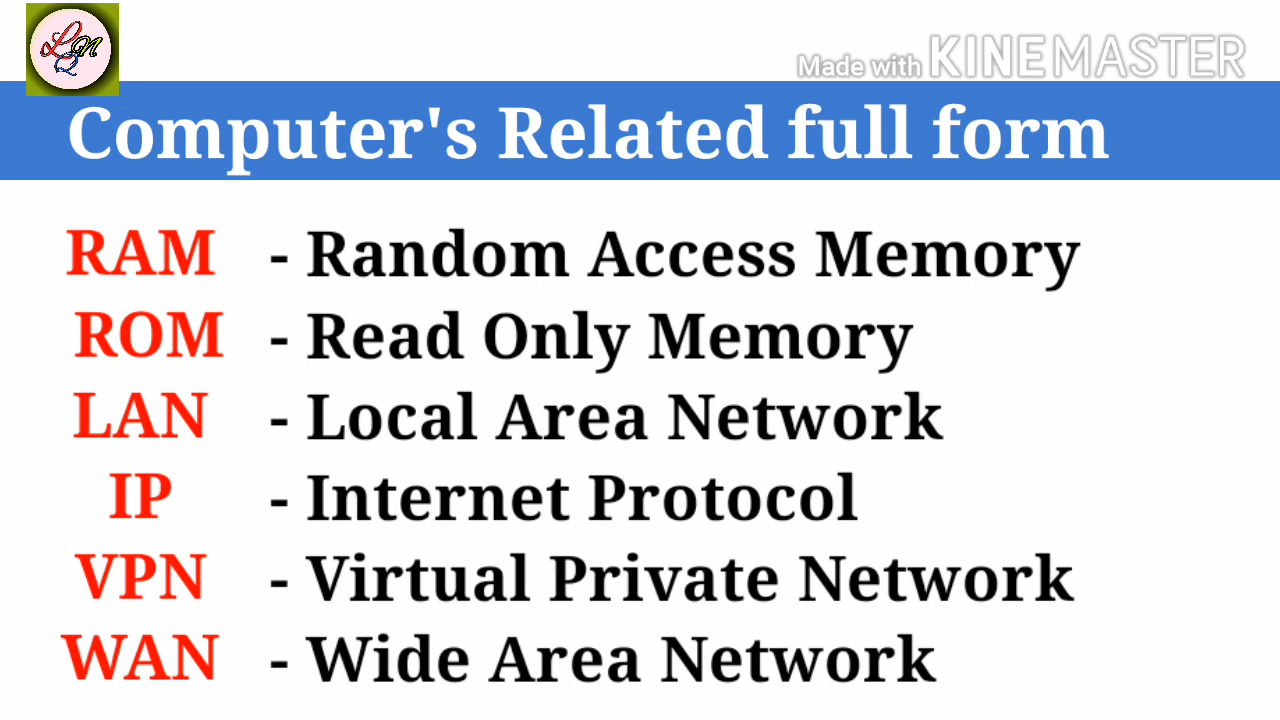 LGN
Made with KINEMASTER
Computer's Related full form
RAM - Random Access Memory
ROM - Read Only Memory
LAN - Local Area Network
IP - Internet Protocol
VPN - Virtual Private Network
WAN - Wide Area Network